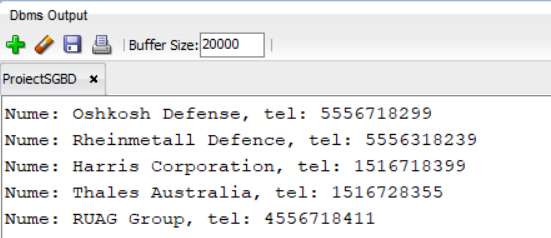 Dbms Output
Buffer Size: 20000
ProiectSGBD
Nume: Oshkosh Defense, tel: 5556718299
Nume: Rheinmetall Defence, tel: 5556318239
Nume: Harris Corporation, tel: 1516718399
Nume: Thales Australia, tel: 1516728355
Nume: RUAG Group, tel: 4556718411